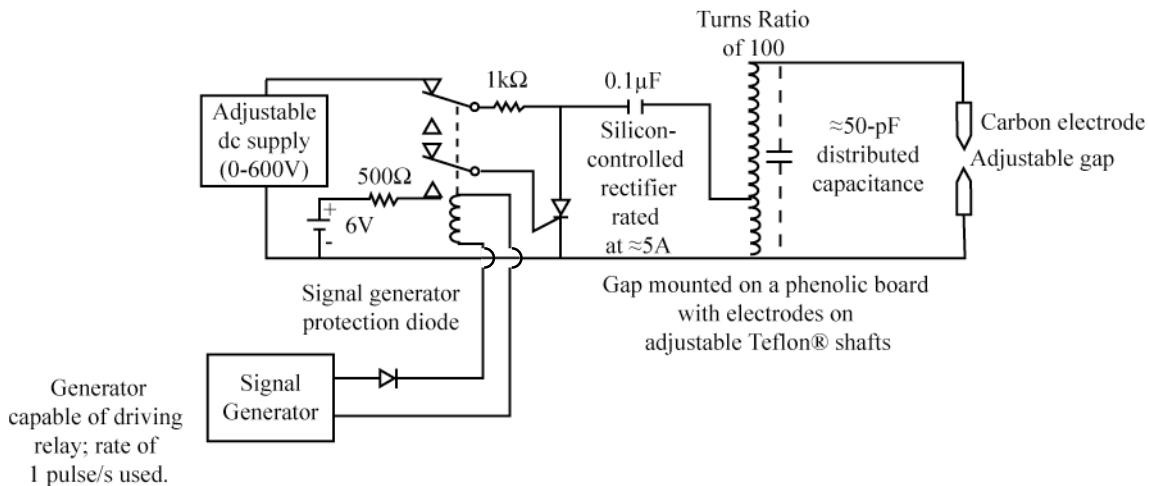 Turns Ratio
of 100
Adjustable
dc supply
(0-600V)
1kΩ
0.1μF
Silicon-
controlled
rectifier
rated
at ≈5A
≈50-pF
distributed
capacitance
Carbon electrode
Adjustable gap
500Ω
+
6V
-
Signal generator
protection diode
Gap mounted on a phenolic board
with electrodes on
adjustable Teflon® shafts
Signal
Generator
Generator
capable of driving
relay; rate of
1 pulse/s used.